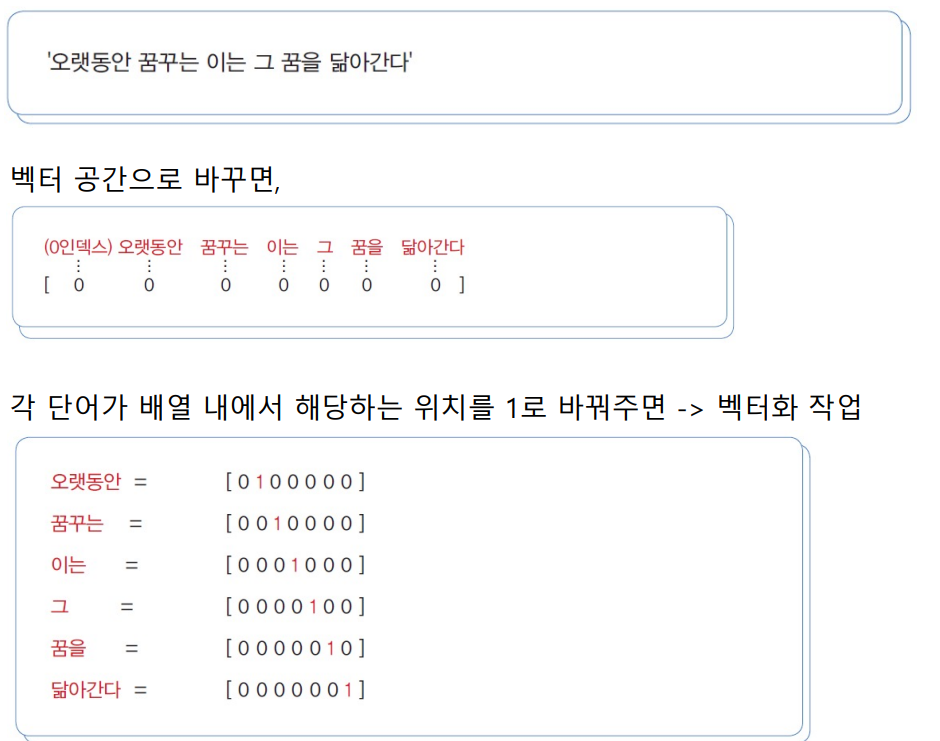 '오랫동안 꿈꾸는 이는 그 꿈을 닮아간다'
벡터 공간으로 바꾸면,
(0인덱스) 오랫동안 꿈꾸는 이는 그 꿈을 닮아간다
[ 0 0 0 0 0 0 0 ]
각 단어가 배열 내에서 해당하는 위치를 1로 바꿔주면 -> 벡터화 작업
오랫동안 = [ 0 1 0 0 0 0 0 ]
꿈꾸는 = [ 0 0 1 0 0 0 0 ]
이는 = [ 0 0 0 1 0 0 0 ]
그 = [ 0 0 0 0 1 0 0 ]
꿈을 = [ 0 0 0 0 0 1 0 ]
닮아간다 = [ 0 0 0 0 0 0 1 ]